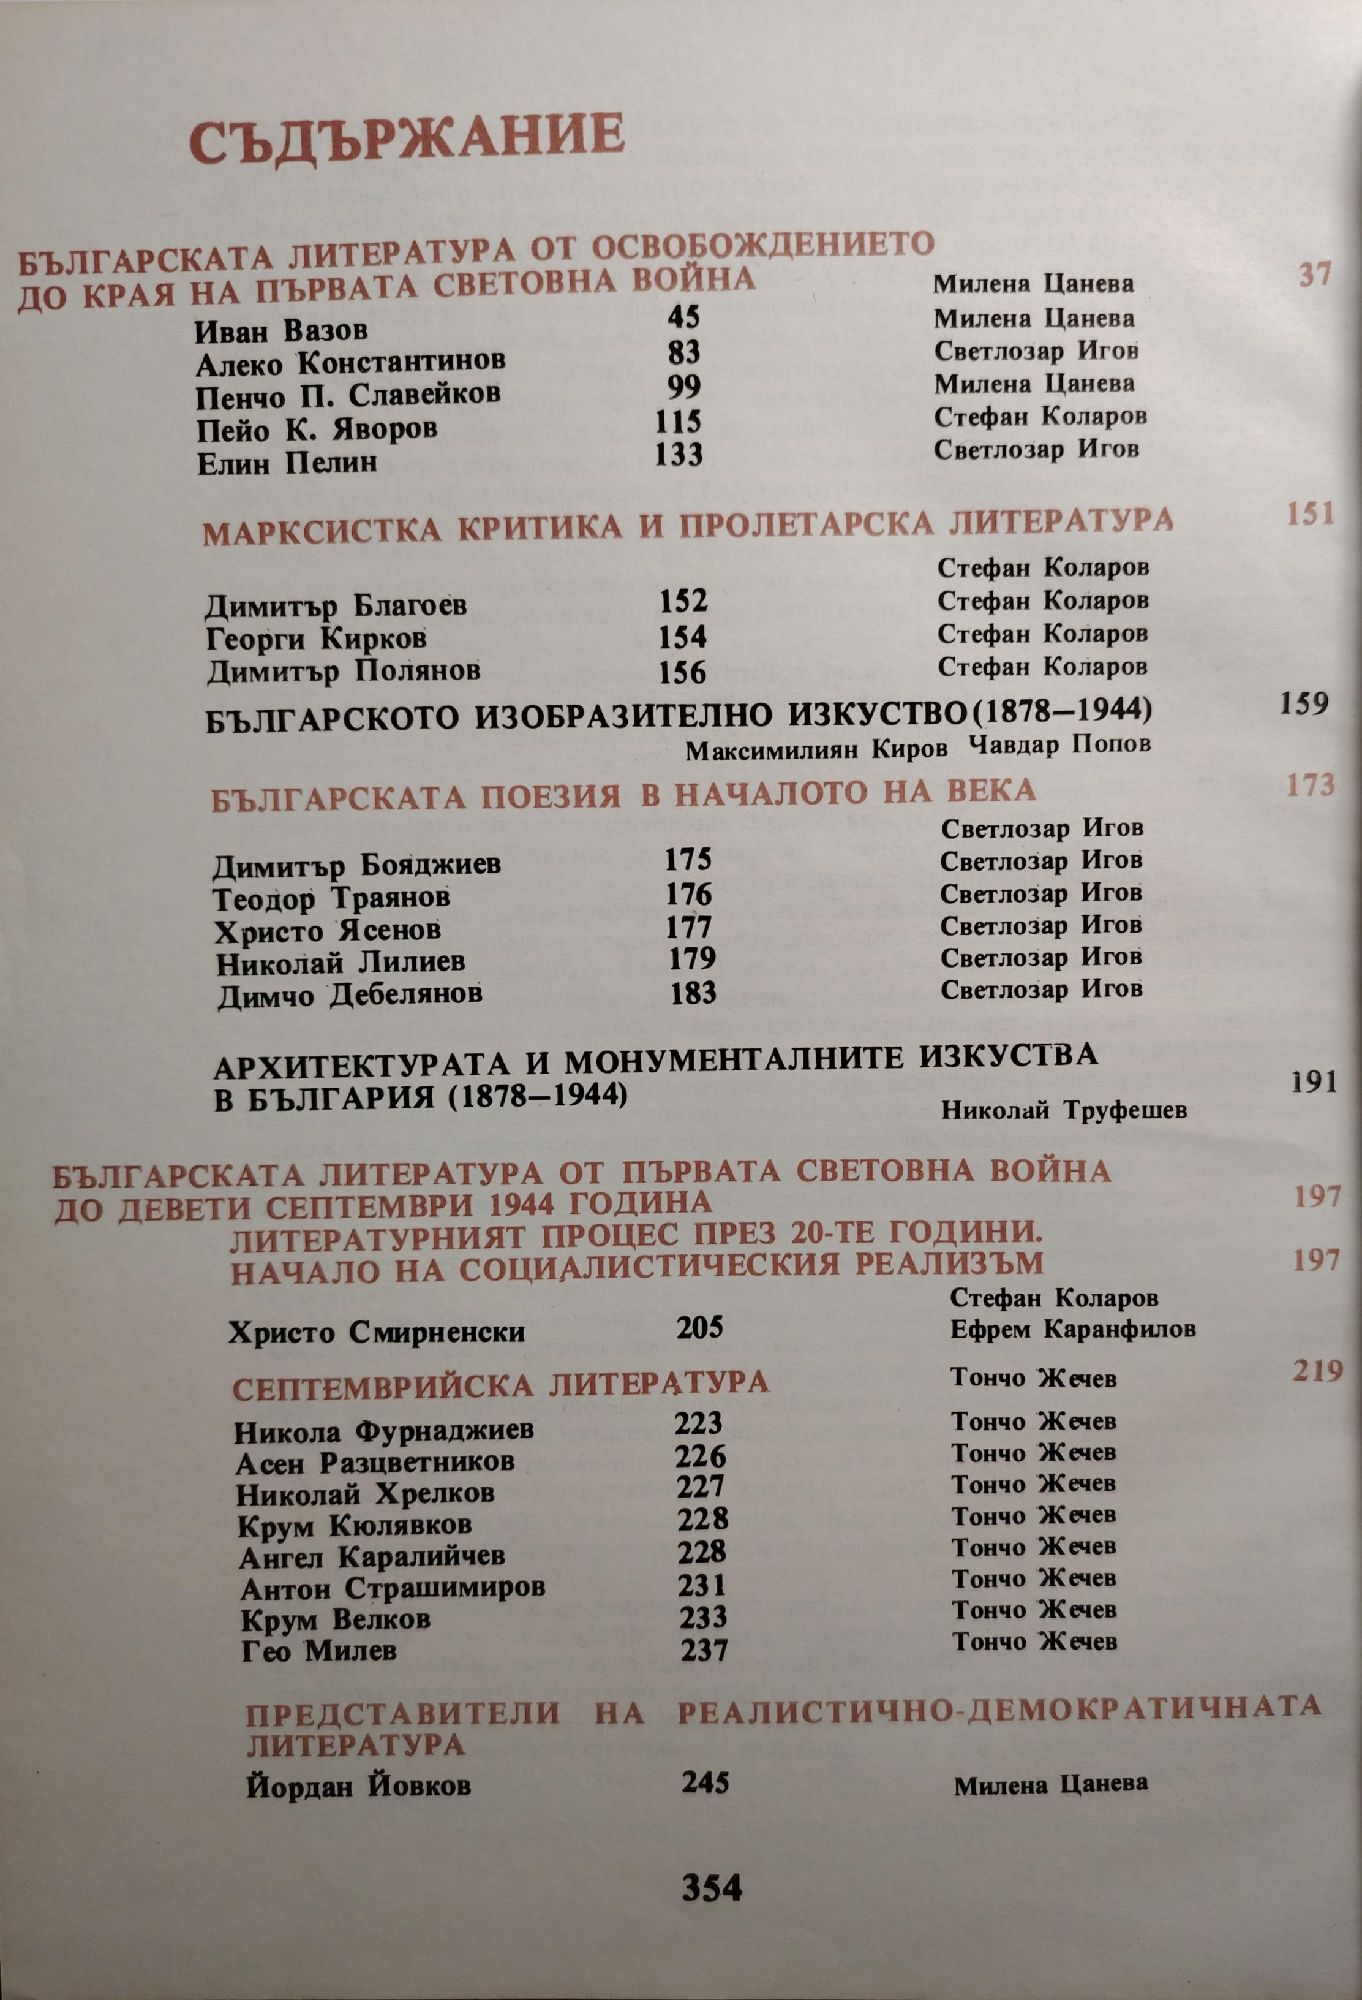 СЪДЪРЖАНИЕ
БЪЛГАРСКАТА ЛИТЕРАТУРА ОТ ОСВОБОЖДЕНИЕТО
ДО КРАЯ НА ПЪРВАТА СВЕТОВНА ВОЙНА Милена Цанева 37
Иван Вазов 45 Милена Цанева
Алеко Константинов 83 Светлозар Игов
Пенчо П. Славейков 99 Милена Цанева
Пейо К. Яворов 115 Стефан Коларов
Елин Пелин 133 Светлозар Игов
МАРКСИСТКА КРИТИКА И ПРОЛЕТАРСКА ЛИТЕРАТУРА 151
Стефан Коларов
Димитър Благоев 152 Стефан Коларов
Георги Кирков 154 Стефан Коларов
Димитър Полянов 156 Стефан Коларов
БЪЛГАРСКОТО ИЗОБРАЗИТЕЛНО ИЗКУСТВО (1878—1944) 159
Максимилиян Киров Чавдар Попов
БЪЛГАРСКАТА ПОЕЗИЯ В НАЧАЛОТО НА ВЕКА 173
Светлозар Игов
Димитър Бояджиев 175 Светлозар Игов
Теодор Траянов 176 Светлозар Игов
Христо Ясенов 177 Светлозар Игов
Николай Лилиев 179 Светлозар Игов
Димчо Дебелянов 183 Светлозар Игов
АРХИТЕКТУРАТА И МОНУМЕНТАЛНИТЕ ИЗКУСТВА
В БЪЛГАРИЯ (1878—1944) 191
Николай Труфешев
БЪЛГАРСКАТА ЛИТЕРАТУРА ОТ ПЪРВАТА СВЕТОВНА ВОЙНА
ДО ДЕВЕТИ СЕПТЕМВРИ 1944 ГОДИНА 197
ЛИТЕРАТУРНИЯТ ПРОЦЕС ПРЕЗ 20-ТЕ ГОДИНИ.
НАЧАЛО НА СОЦИАЛИСТИЧЕСКИЯ РЕАЛИЗЪМ 197
Стефан Коларов
Христо Смирненски 205 Ефрем Каранфилов
СЕПТЕМВРИЙСКА ЛИТЕРАТУРА Тончо Жечев 219
Никола Фурнаджиев 223 Тончо Жечев
Асен Разцветников 226 Тончо Жечев
Николай Хрелков 227 Тончо Жечев
Крум Кюлявков 228 Тончо Жечев
Ангел Каралийчев 228 Тончо Жечев
Антон Страшимиров 231 Тончо Жечев
Крум Велков 233 Тончо Жечев
Гео Милев 237 Тончо Жечев
ПРЕДСТАВИТЕЛИ НА РЕАЛИСТИЧНО-ДЕМОКРАТИЧНАТА
ЛИТЕРАТУРА
Йордан Йовков 245 Милена Цанева
354